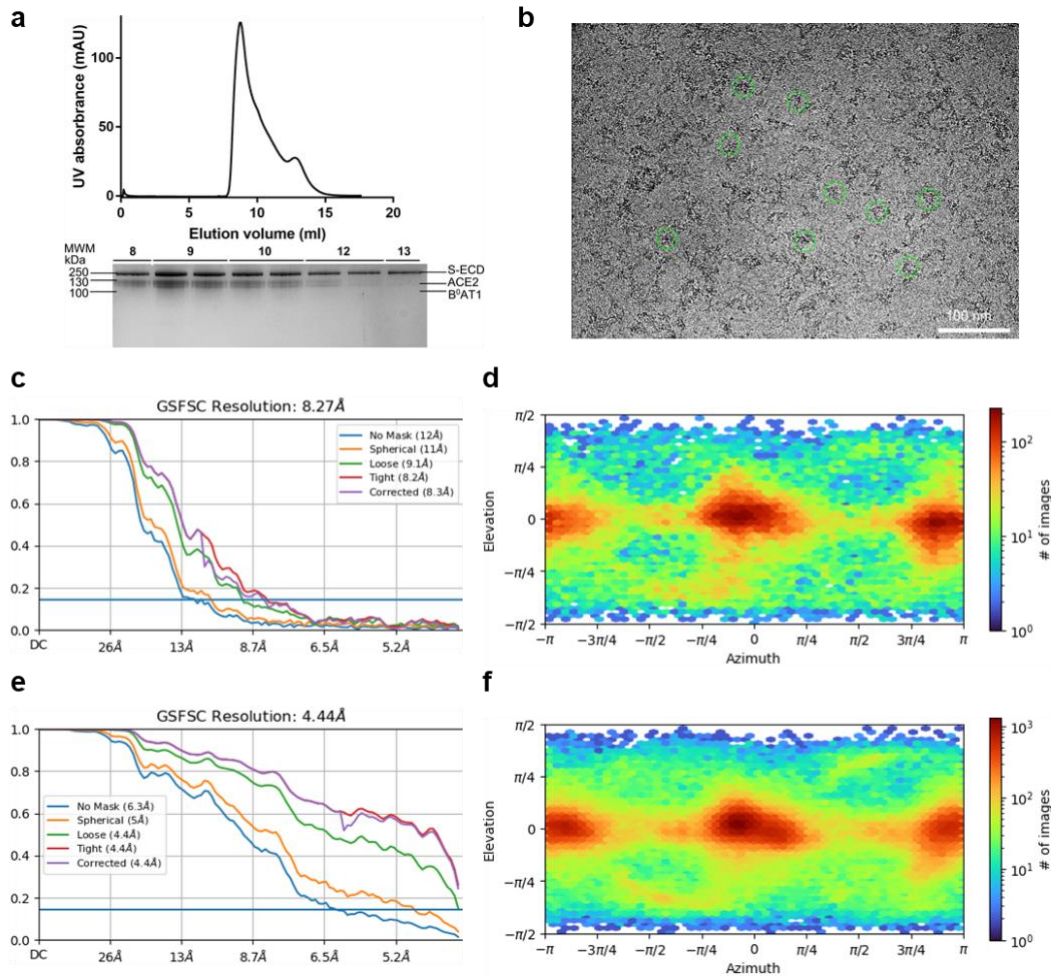 a
UV absorbrance (mAU)
100
50
0
0 5 10 15 20
Elution volume (ml)
MWM
kDa
8 9 10 12 13
250
130
100
S-ECD
ACE2
B⁰AT1
b
100 nm
c
GSFSC Resolution: 8.27Å
1.0
0.8
0.6
0.4
0.2
0.0
No Mask (12Å)
Spherical (11Å)
Loose (9.1Å)
Tight (8.2Å)
Corrected (8.3Å)
DC 26Å 13Å 8.7Å 6.5Å 5.2Å
d
Elevation
π/2
π/4
0
−π/4
−π/2
−π −3π/4 −π/2 −π/4 0 π/4 π/2 3π/4 π
Azimuth
10²
10¹
10⁰
# of images
e
GSFSC Resolution: 4.44Å
1.0
0.8
0.6
0.4
0.2
0.0
No Mask (6.3Å)
Spherical (5Å)
Loose (4.4Å)
Tight (4.4Å)
Corrected (4.4Å)
DC 26Å 13Å 8.7Å 6.5Å 5.2Å
f
Elevation
π/2
π/4
0
−π/4
−π/2
−π −3π/4 −π/2 −π/4 0 π/4 π/2 3π/4 π
Azimuth
10³
10²
10¹
10⁰
# of images